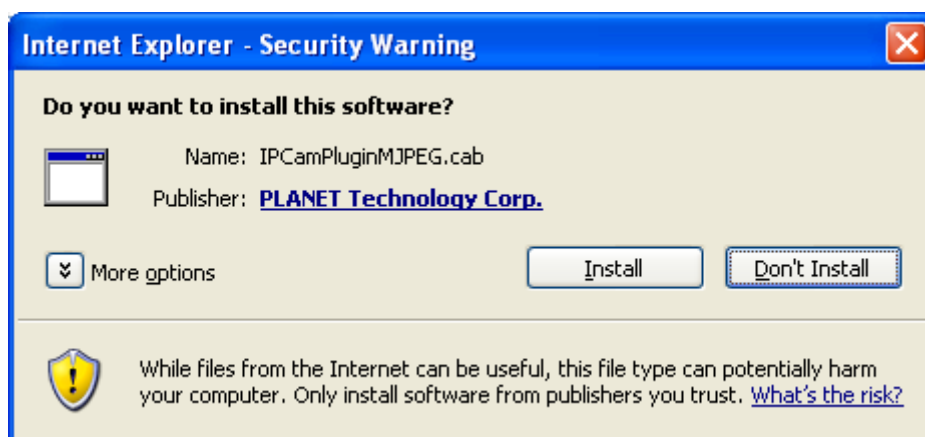 Internet Explorer - Security Warning
Do you want to install this software?
Name: IPCamPluginMJPEG.cab
Publisher: PLANET Technology Corp.
More options
Install
Don't Install
While files from the Internet can be useful, this file type can potentially harm
your computer. Only install software from publishers you trust. What's the risk?